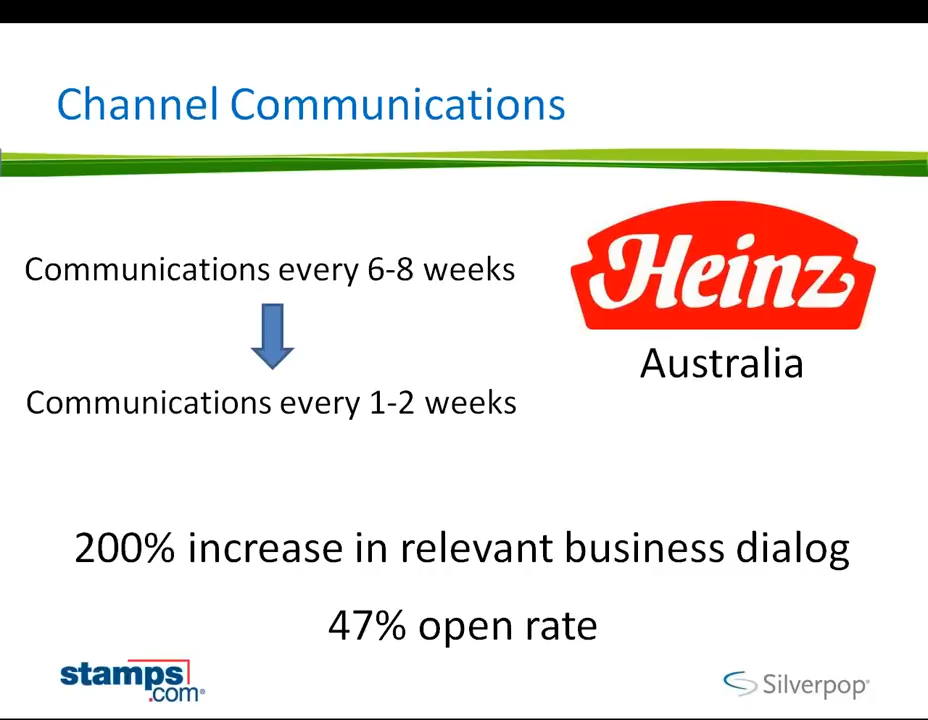 Channel Communications
Communications every 6-8 weeks
Heinz
Australia
Communications every 1-2 weeks
200% increase in relevant business dialog
47% open rate
stamps
.com®
Silverpop®